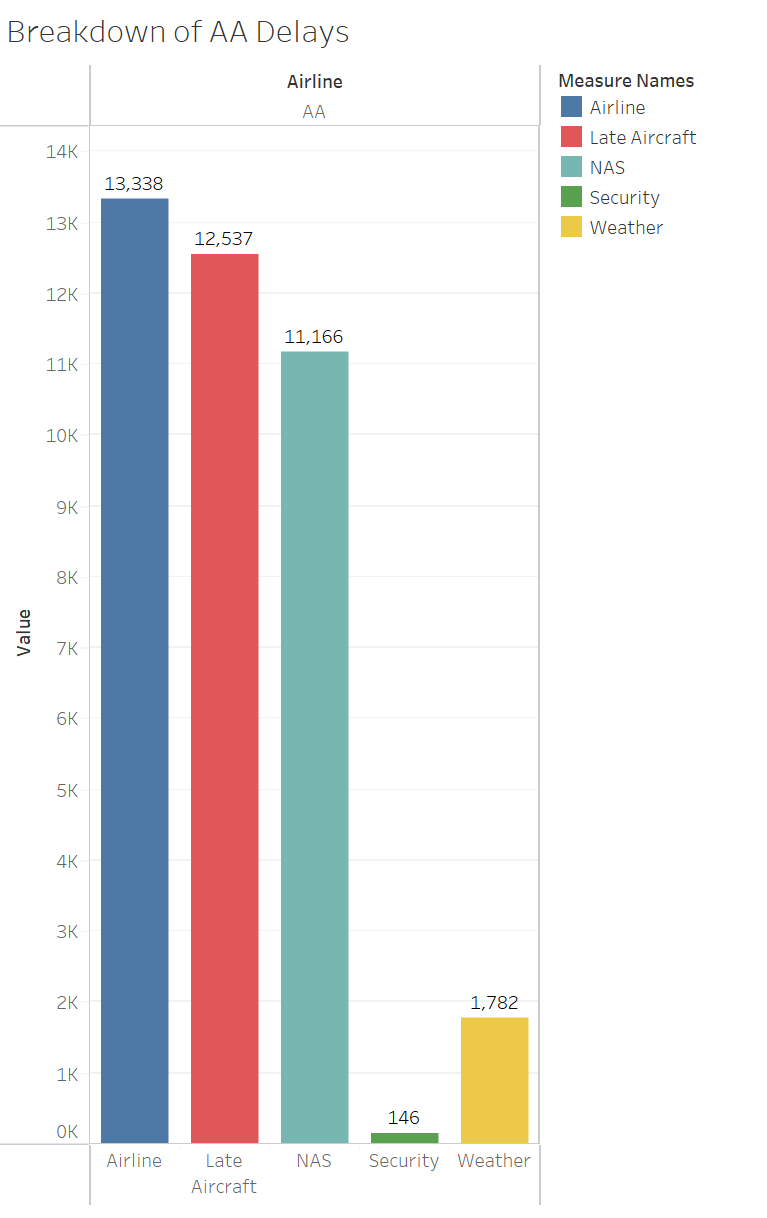 Breakdown of AA Delays
Airline
AA
Measure Names
Airline
Late Aircraft
NAS
Security
Weather
Value
14K
13K
12K
11K
10K
9K
8K
7K
6K
5K
4K
3K
2K
1K
0K
13,338
12,537
11,166
146
1,782
Airline
Late
Aircraft
NAS
Security
Weather